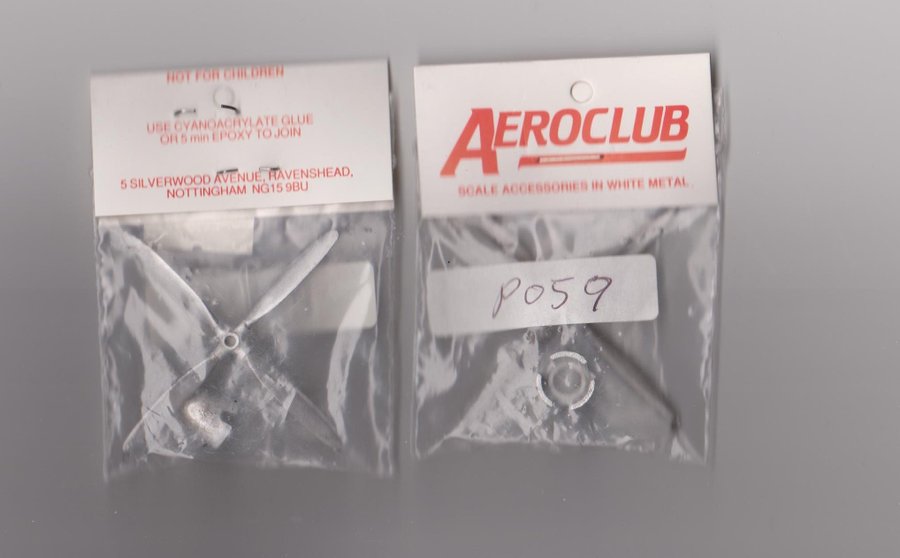 NOT FOR CHILDREN
USE CYANOACRYLATE GLUE
OR 5 min EPOXY TO JOIN
5 SILVERWOOD AVENUE, RAVENSHEAD,
NOTTINGHAM NG15 9BU
AEROCLUB
SCALE ACCESSORIES IN WHITE METAL
P059